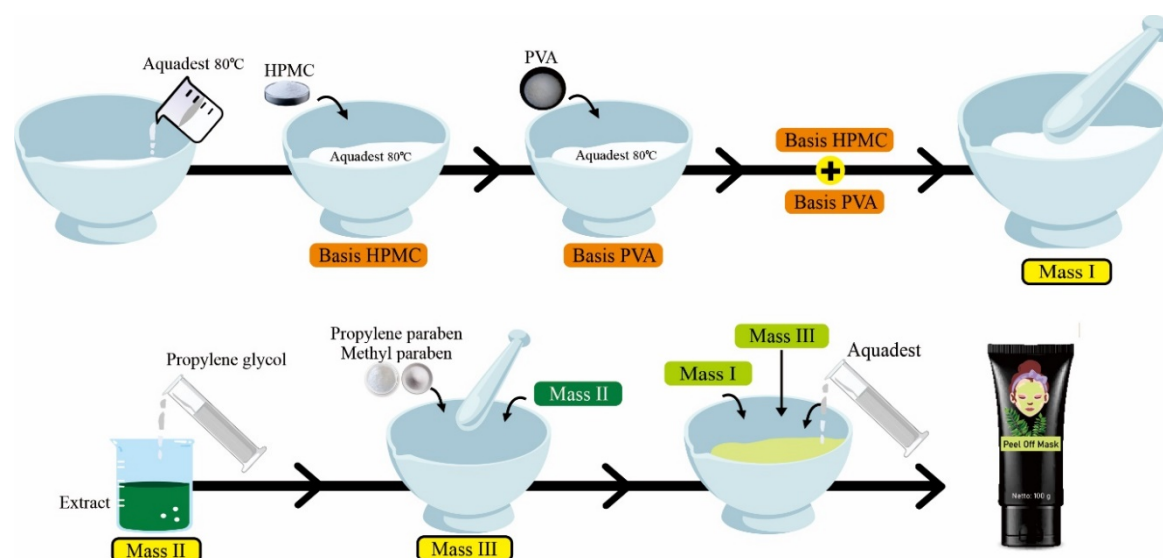 Aquadest 80℃
HPMC
Aquadest 80℃
Basis HPMC
PVA
Aquadest 80℃
Basis PVA
Basis HPMC
Basis PVA
Mass I
Propylene glycol
Extract
Mass II
Propylene paraben
Methyl paraben
Mass II
Mass III
Mass III
Mass I
Aquadest
Peel Off Mask
Netto: 100 g